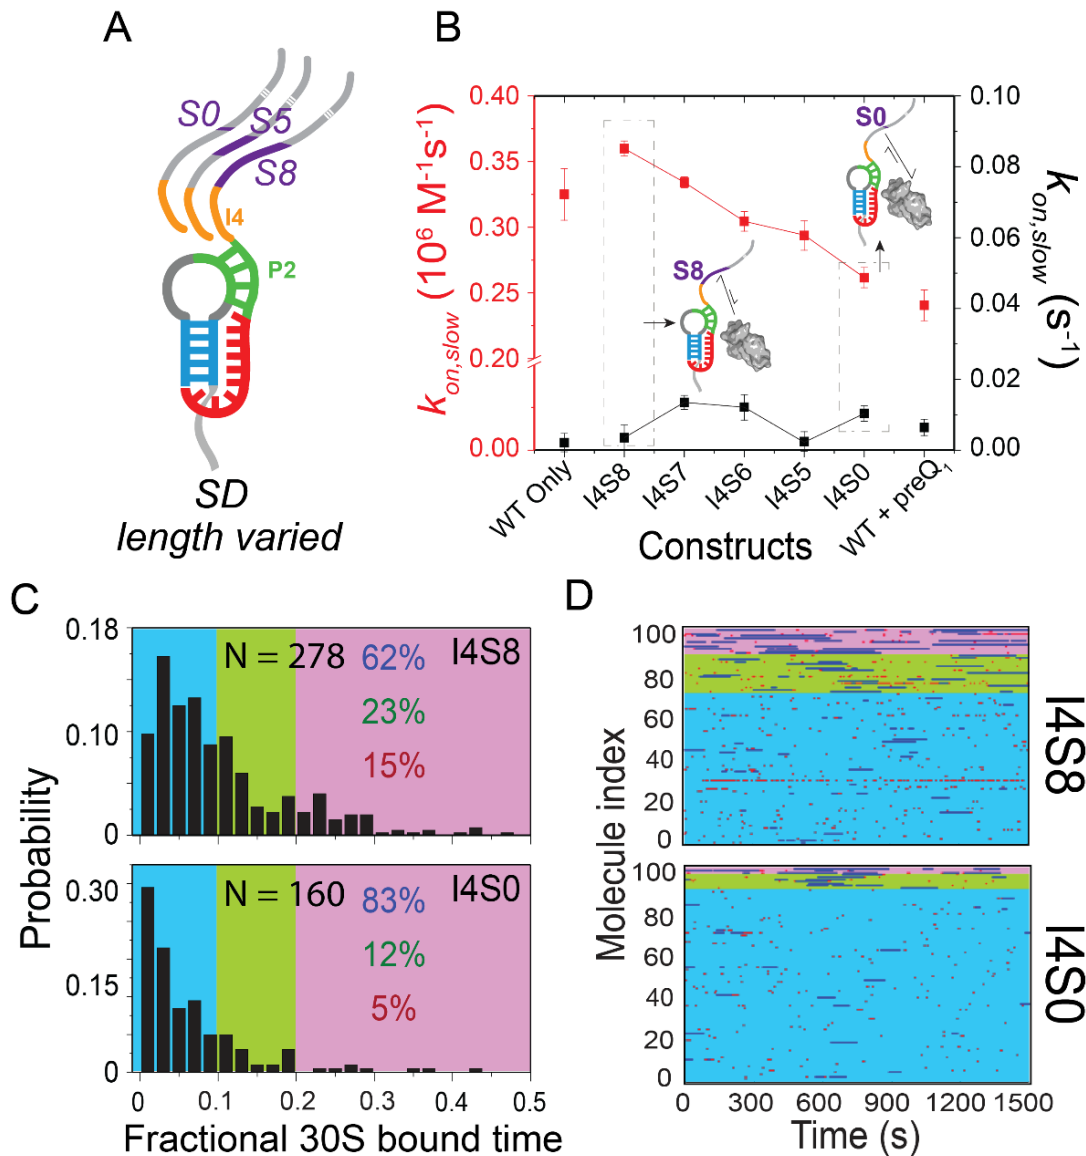 A
S0
S5
S8
I4
P2
SD
length varied
B
k on,slow (10⁶ M⁻¹s⁻¹)
0.40
0.35
0.30
0.25
0.20
0.00
S8
S0
0.10
0.08
0.06
0.04
0.02
0.00
k on,slow (s⁻¹)
WT Only
I4S8
I4S7
I4S6
I4S5
I4S0
WT + preQ₁
Constructs
C
Probability
0.18
0.10
0
N = 278
62%
I4S8
23%
15%
0.30
0.15
0
N = 160
83%
I4S0
12%
5%
0
0.1
0.2
0.3
0.4
0.5
Fractional 30S bound time
D
Molecule index
100
80
60
40
20
0
I4S8
100
80
60
40
20
0
I4S0
0
300
600
900
1200
1500
Time (s)